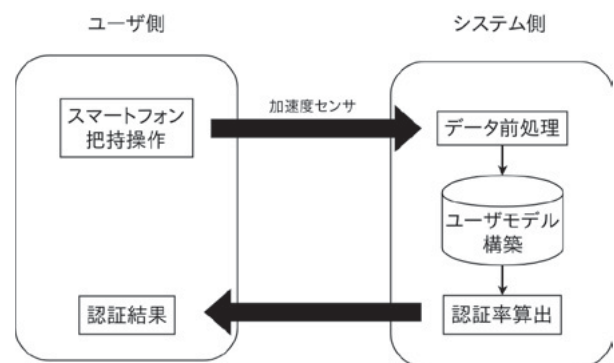 ユーザ側
システム側
スマートフォン
把持操作
加速度センサ
データ前処理
ユーザモデル
構築
認証率算出
認証結果